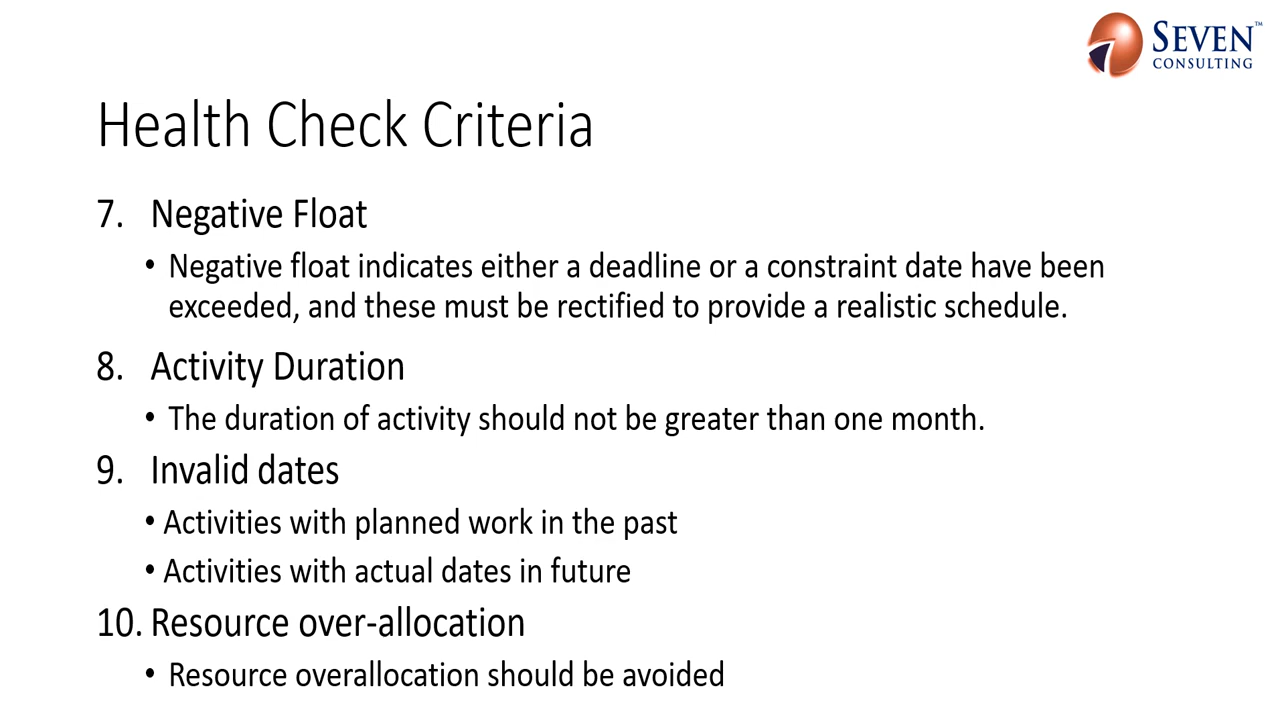 SEVEN™
CONSULTING
Health Check Criteria
7. Negative Float
• Negative float indicates either a deadline or a constraint date have been
exceeded, and these must be rectified to provide a realistic schedule.
8. Activity Duration
• The duration of activity should not be greater than one month.
9. Invalid dates
• Activities with planned work in the past
• Activities with actual dates in future
10. Resource over-allocation
• Resource overallocation should be avoided